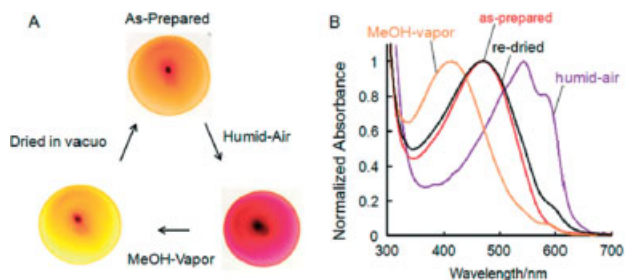 A
As-Prepared
Dried in vacuo
Humid-Air
MeOH-Vapor
B
MeOH-vapor
as-prepared
re-dried
humid-air
Normalized Absorbance
1
0.8
0.6
0.4
0.2
0
300 400 500 600 700
Wavelength/nm